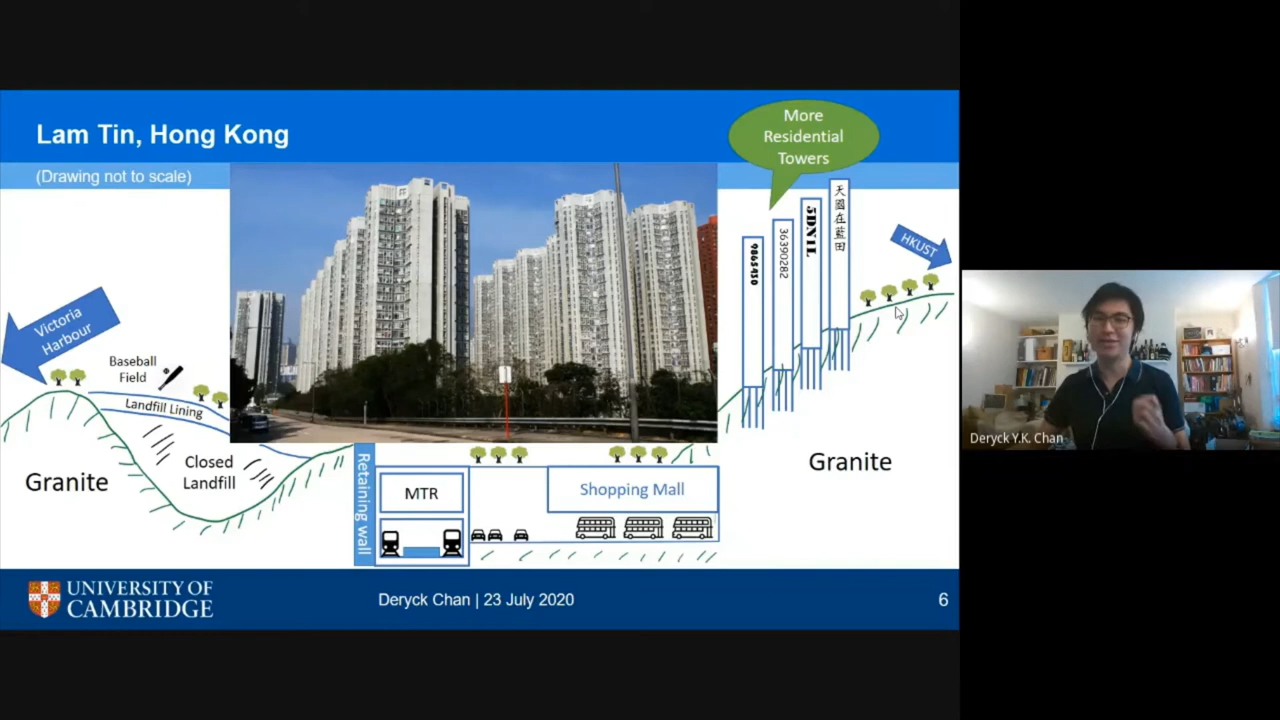 Lam Tin, Hong Kong
(Drawing not to scale)
More
Residential
Towers
9865450
36390282
5DN1L
天國在藍田
HKUST
Victoria
Harbour
Baseball
Field
Landfill Lining
Closed
Landfill
Granite
Retaining wall
MTR
Shopping Mall
Granite
UNIVERSITY OF
CAMBRIDGE
Deryck Chan | 23 July 2020
6
Deryck Y.K. Chan